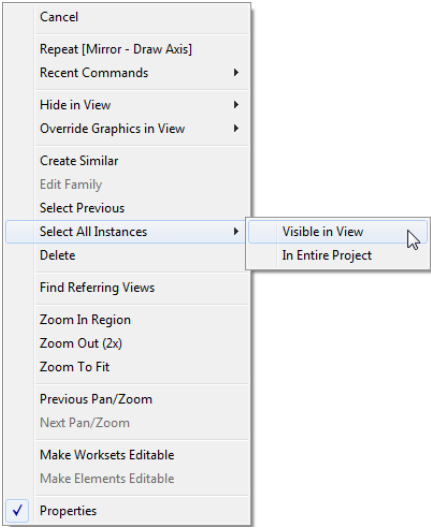 Cancel
Repeat [Mirror - Draw Axis]
Recent Commands
Hide in View
Override Graphics in View
Create Similar
Edit Family
Select Previous
Select All Instances
Visible in View
Delete
In Entire Project
Find Referring Views
Zoom In Region
Zoom Out (2x)
Zoom To Fit
Previous Pan/Zoom
Next Pan/Zoom
Make Worksets Editable
Make Elements Editable
Properties